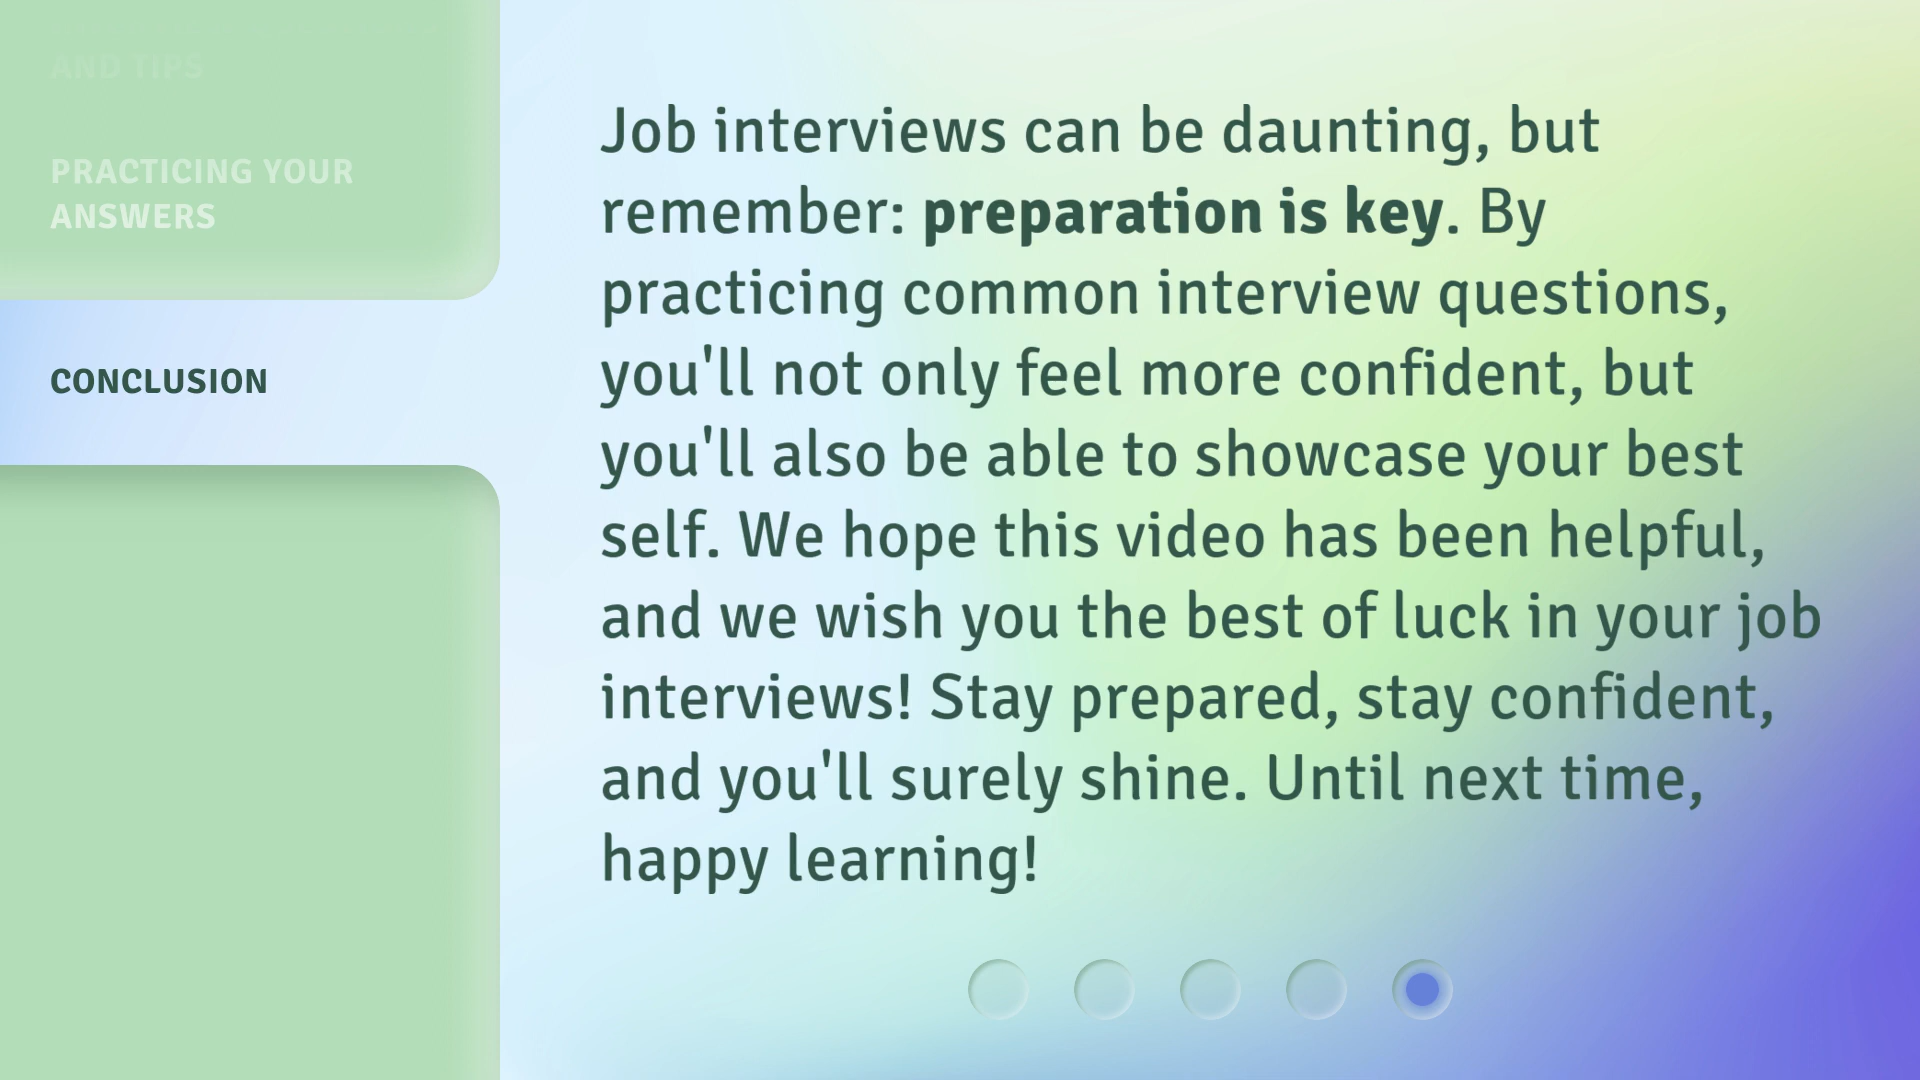 AND TIPS
PRACTICING YOUR
ANSWERS
CONCLUSION
Job interviews can be daunting, but
remember: preparation is key. By
practicing common interview questions,
you'll not only feel more confident, but
you'll also be able to showcase your best
self. We hope this video has been helpful,
and we wish you the best of luck in your job
interviews! Stay prepared, stay confident,
and you'll surely shine. Until next time,
happy learning!